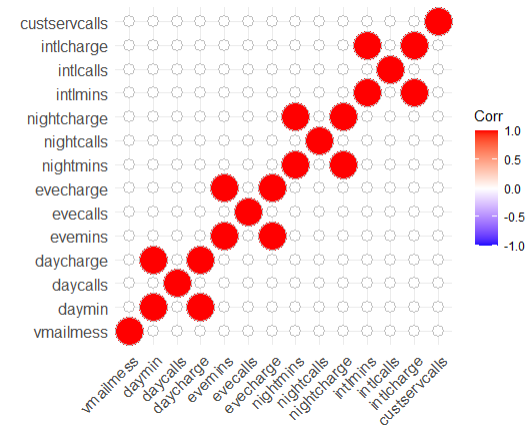 custservcalls
intlcharge
intlcalls
intlmins
nightcharge
nightcalls
nightmins
evecharge
evecalls
evemins
daycharge
daycalls
daymin
vmailmess
vmailmess
daymin
daycalls
daycharge
evemins
evecalls
evecharge
nightmins
nightcalls
nightcharge
intlmins
intlcalls
intlcharge
custservcalls
Corr
1.0
0.5
0.0
-0.5
-1.0